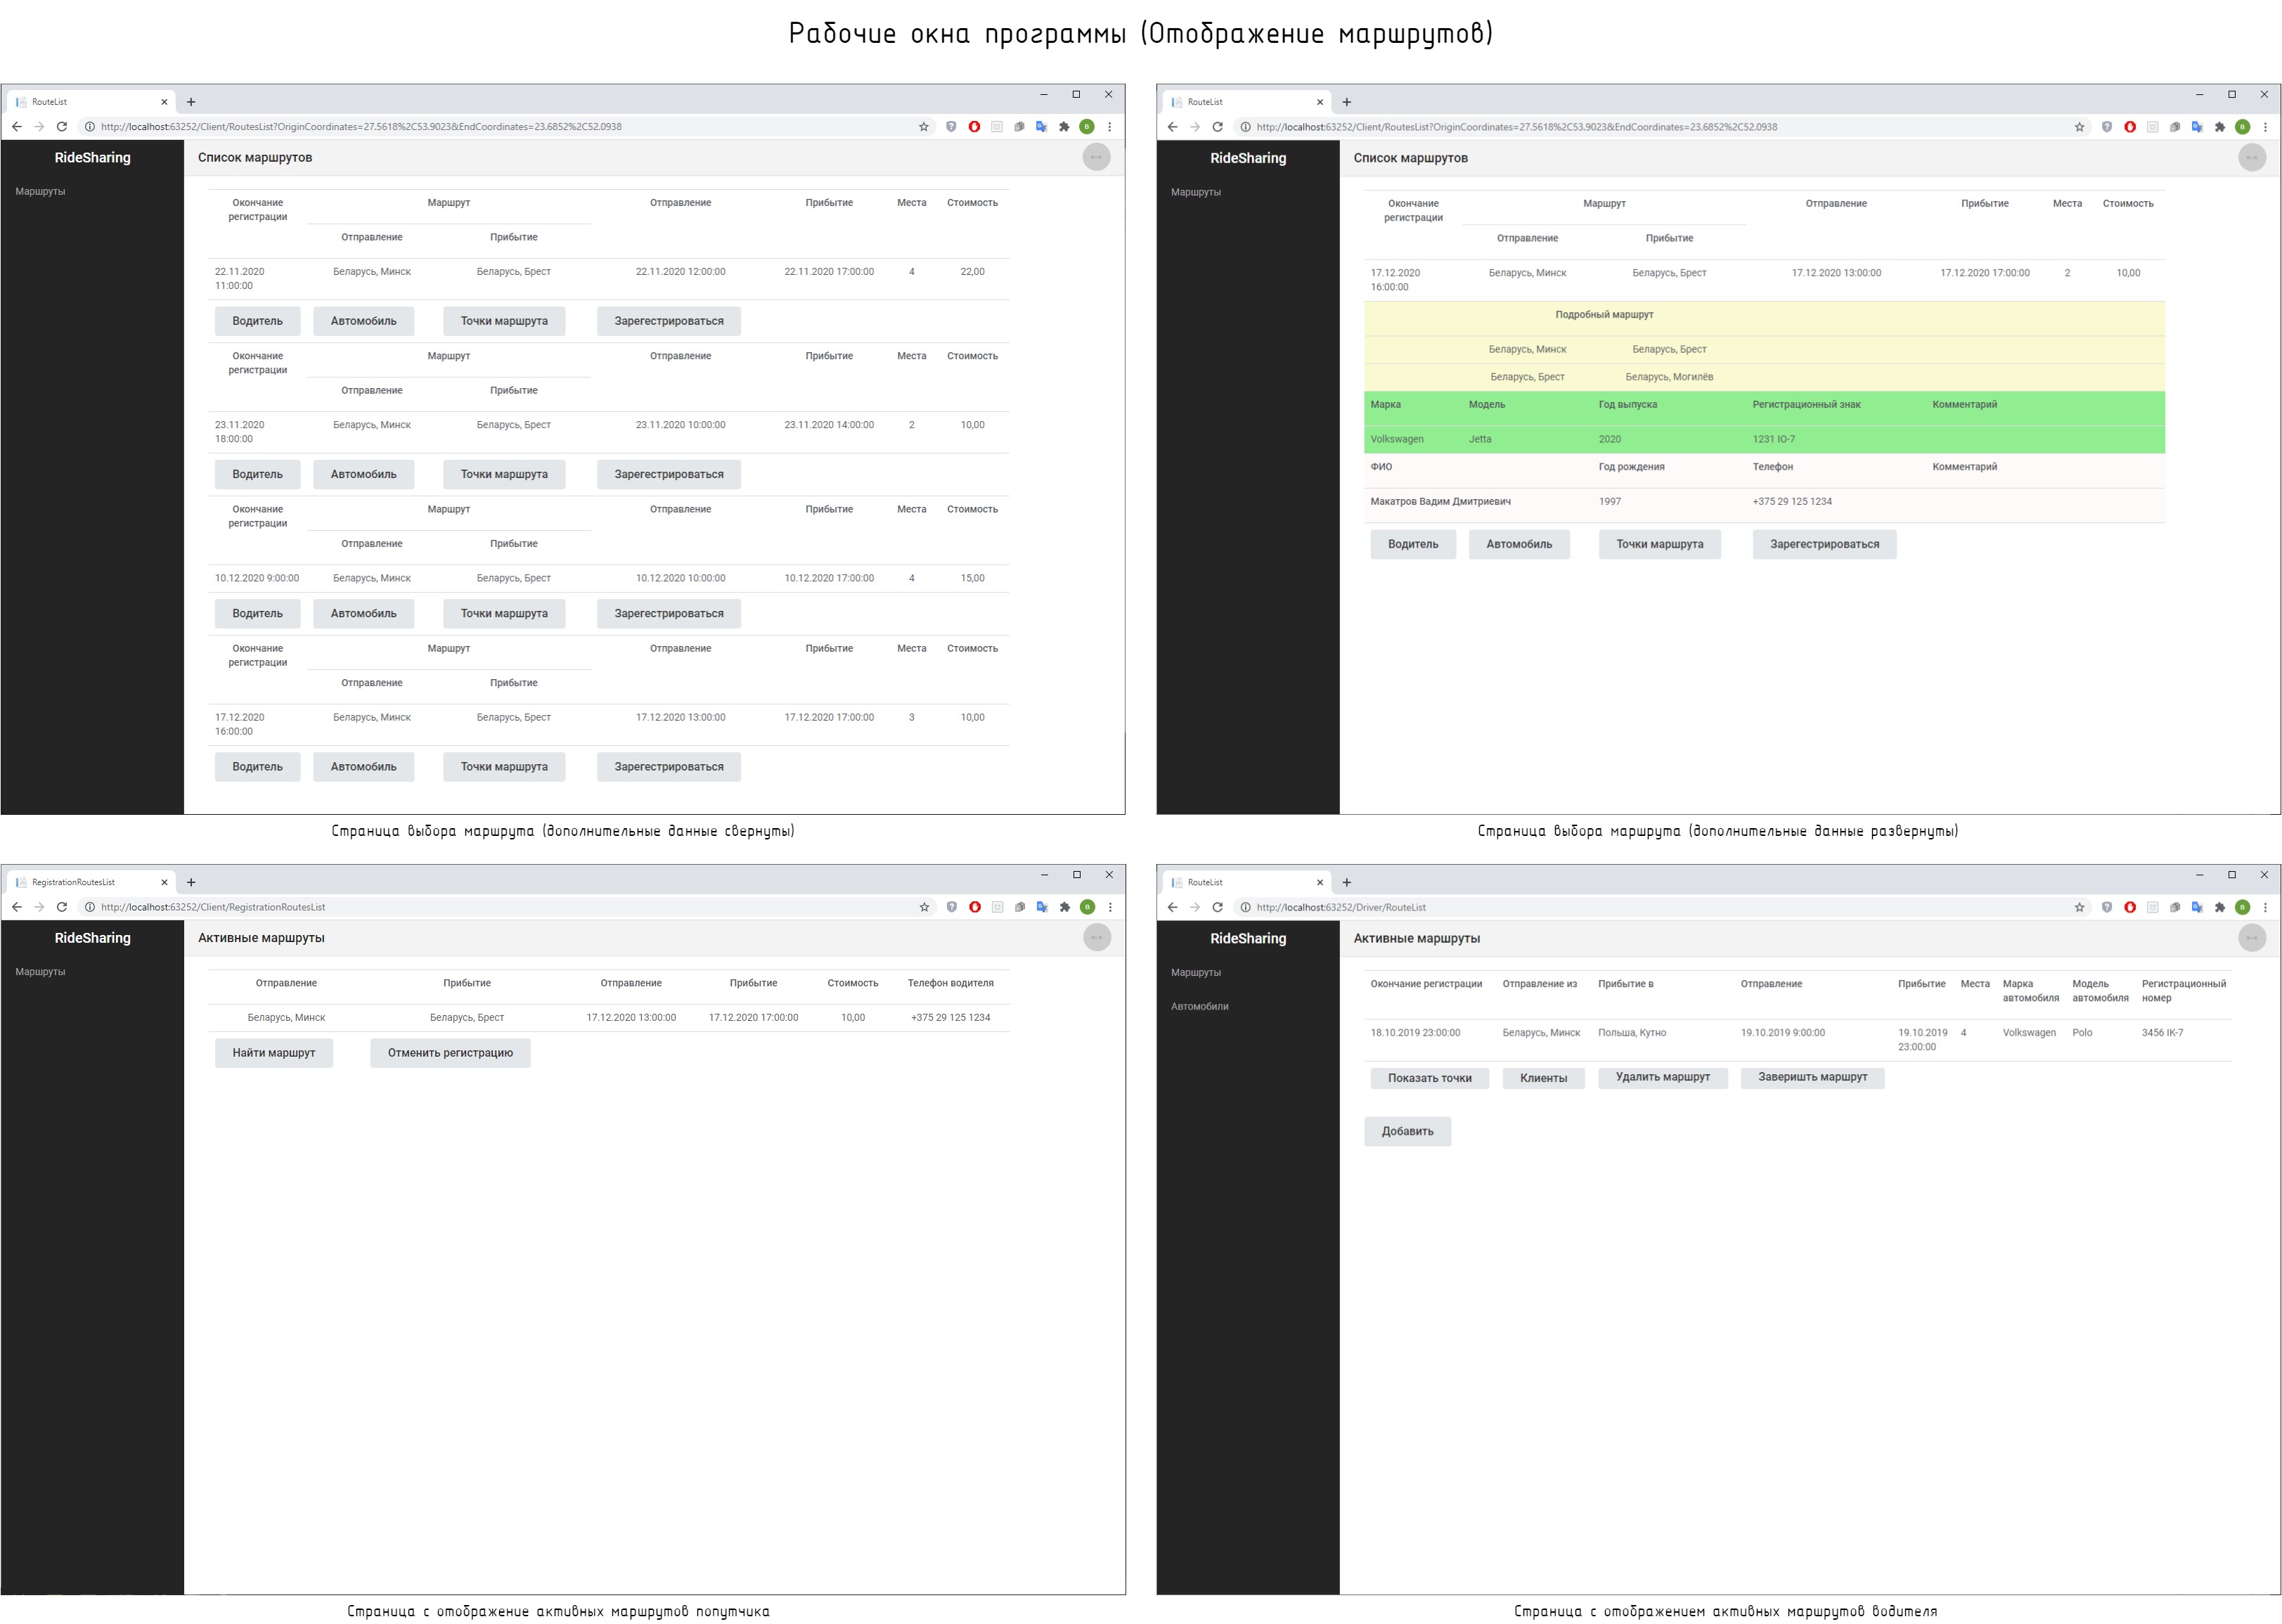 Рабочие окна программы (Отображение маршрутов)
RouteList
http://localhost:63252/Client/RoutesList?OriginCoordinates=27.5618%2C53.9023&EndCoordinates=23.6852%2C52.0938
RideSharing
Список маршрутов
Маршруты
Окончание регистрации Маршрут Отправление Прибытие Места Стоимость
Отправление Прибытие
22.11.2020 11:00:00 Беларусь, Минск Беларусь, Брест 22.11.2020 12:00:00 22.11.2020 17:00:00 4 22,00
Водитель Автомобиль Точки маршрута Зарегестрироваться
Окончание регистрации Маршрут Отправление Прибытие Места Стоимость
Отправление Прибытие
23.11.2020 18:00:00 Беларусь, Минск Беларусь, Брест 23.11.2020 10:00:00 23.11.2020 14:00:00 2 10,00
Водитель Автомобиль Точки маршрута Зарегестрироваться
Окончание регистрации Маршрут Отправление Прибытие Места Стоимость
Отправление Прибытие
10.12.2020 9:00:00 Беларусь, Минск Беларусь, Брест 10.12.2020 10:00:00 10.12.2020 17:00:00 4 15,00
Водитель Автомобиль Точки маршрута Зарегестрироваться
Окончание регистрации Маршрут Отправление Прибытие Места Стоимость
Отправление Прибытие
17.12.2020 16:00:00 Беларусь, Минск Беларусь, Брест 17.12.2020 13:00:00 17.12.2020 17:00:00 3 10,00
Водитель Автомобиль Точки маршрута Зарегестрироваться
Страница выбора маршрута (дополнительные данные свернуты)
RouteList
http://localhost:63252/Client/RoutesList?OriginCoordinates=27.5618%2C53.9023&EndCoordinates=23.6852%2C52.0938
RideSharing
Список маршрутов
Маршруты
Окончание регистрации Маршрут Отправление Прибытие Места Стоимость
Отправление Прибытие
17.12.2020 16:00:00 Беларусь, Минск Беларусь, Брест 17.12.2020 13:00:00 17.12.2020 17:00:00 2 10,00
Подробный маршрут
Беларусь, Минск Беларусь, Брест
Беларусь, Брест Беларусь, Могилёв
Марка Модель Год выпуска Регистрационный знак Комментарий
Volkswagen Jetta 2020 1231 IO-7
ФИО Год рождения Телефон Комментарий
Макатров Вадим Дмитриевич 1997 +375 29 125 1234
Водитель Автомобиль Точки маршрута Зарегестрироваться
Страница выбора маршрута (дополнительные данные развернуты)
RegistrationRoutesList
http://localhost:63252/Client/RegistrationRoutesList
RideSharing
Активные маршруты
Маршруты
Отправление Прибытие Отправление Прибытие Стоимость Телефон водителя
Беларусь, Минск Беларусь, Брест 17.12.2020 13:00:00 17.12.2020 17:00:00 10,00 +375 29 125 1234
Найти маршрут Отменить регистрацию
Страница с отображение активных маршрутов попутчика
RouteList
http://localhost:63252/Driver/RouteList
RideSharing
Активные маршруты
Маршруты
Автомобили
Окончание регистрации Отправление из Прибытие в Отправление Прибытие Места Марка автомобиля Модель автомобиля Регистрационный номер
18.10.2019 23:00:00 Беларусь, Минск Польша, Кутно 19.10.2019 9:00:00 19.10.2019 23:00:00 4 Volkswagen Polo 3456 IK-7
Показать точки Клиенты Удалить маршрут Заверишть маршрут
Добавить
Страница с отображением активных маршрутов водителя